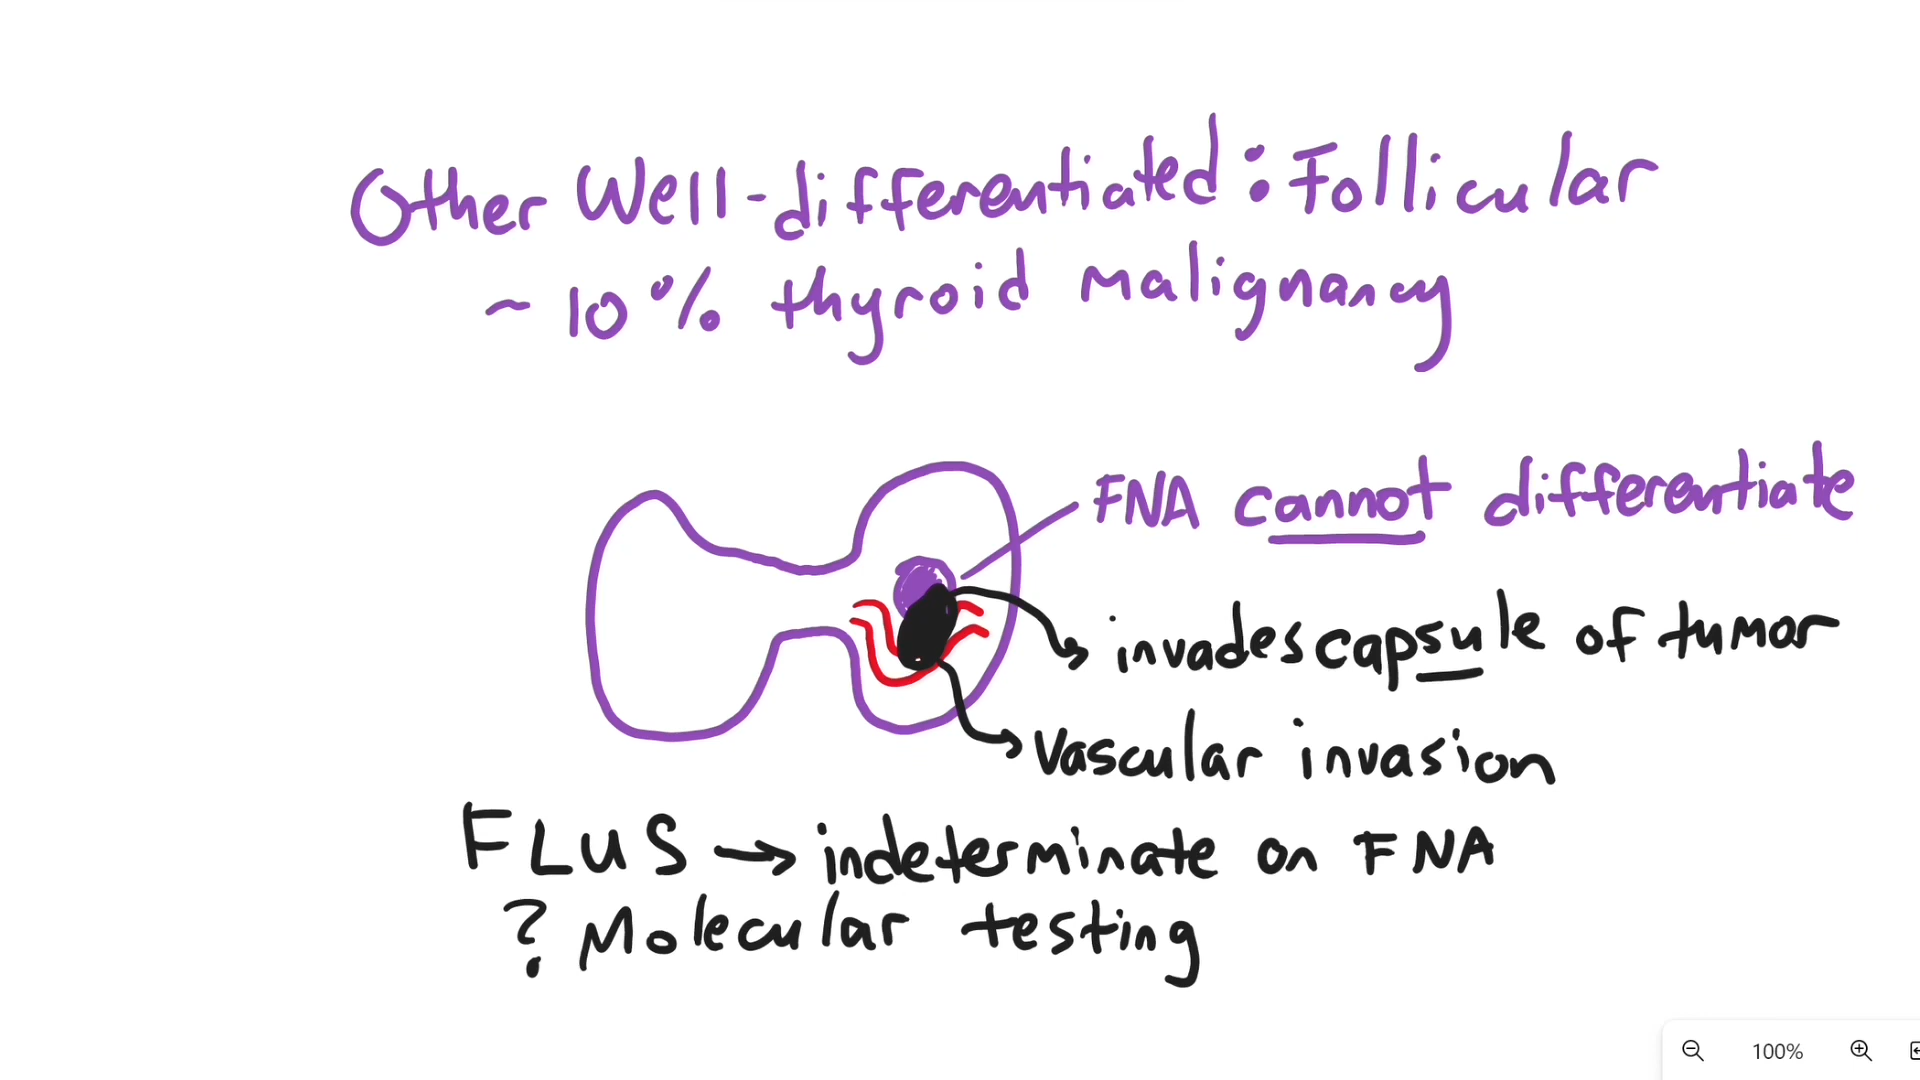 Other Well-differentiated: Follicular
~ 10% thyroid malignancy
FNA cannot differentiate
invades capsule of tumor
Vascular invasion
FLUS → indeterminate on FNA
? Molecular testing
100%